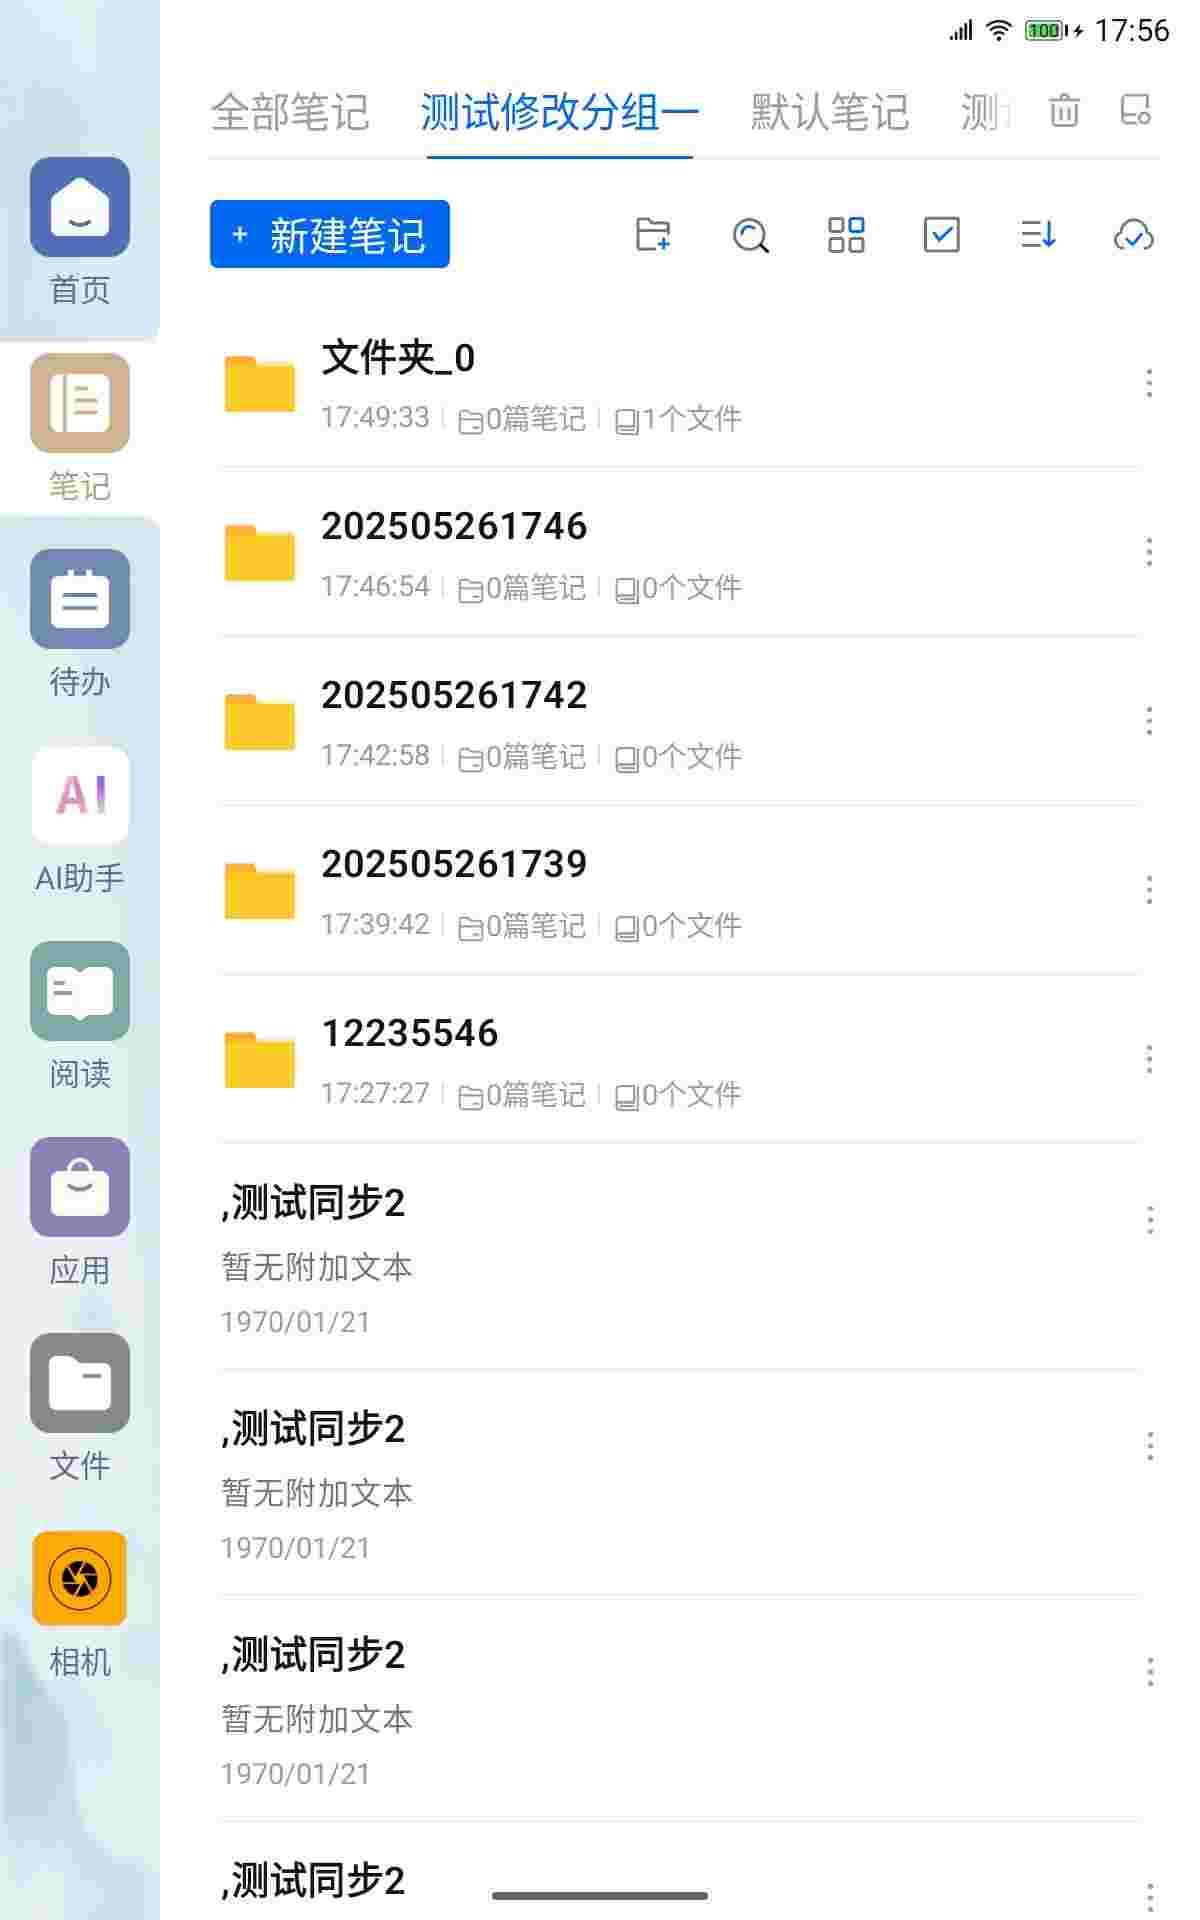 17:56
100
全部笔记 测试修改分组一 默认笔记 测
+ 新建笔记
首页
笔记
待办
AI
AI助手
阅读
应用
文件
相机
文件夹_0
17:49:33 0篇笔记 1个文件
202505261746
17:46:54 0篇笔记 0个文件
202505261742
17:42:58 0篇笔记 0个文件
202505261739
17:39:42 0篇笔记 0个文件
12235546
17:27:27 0篇笔记 0个文件
,测试同步2
暂无附加文本
1970/01/21
,测试同步2
暂无附加文本
1970/01/21
,测试同步2
暂无附加文本
1970/01/21
,测试同步2